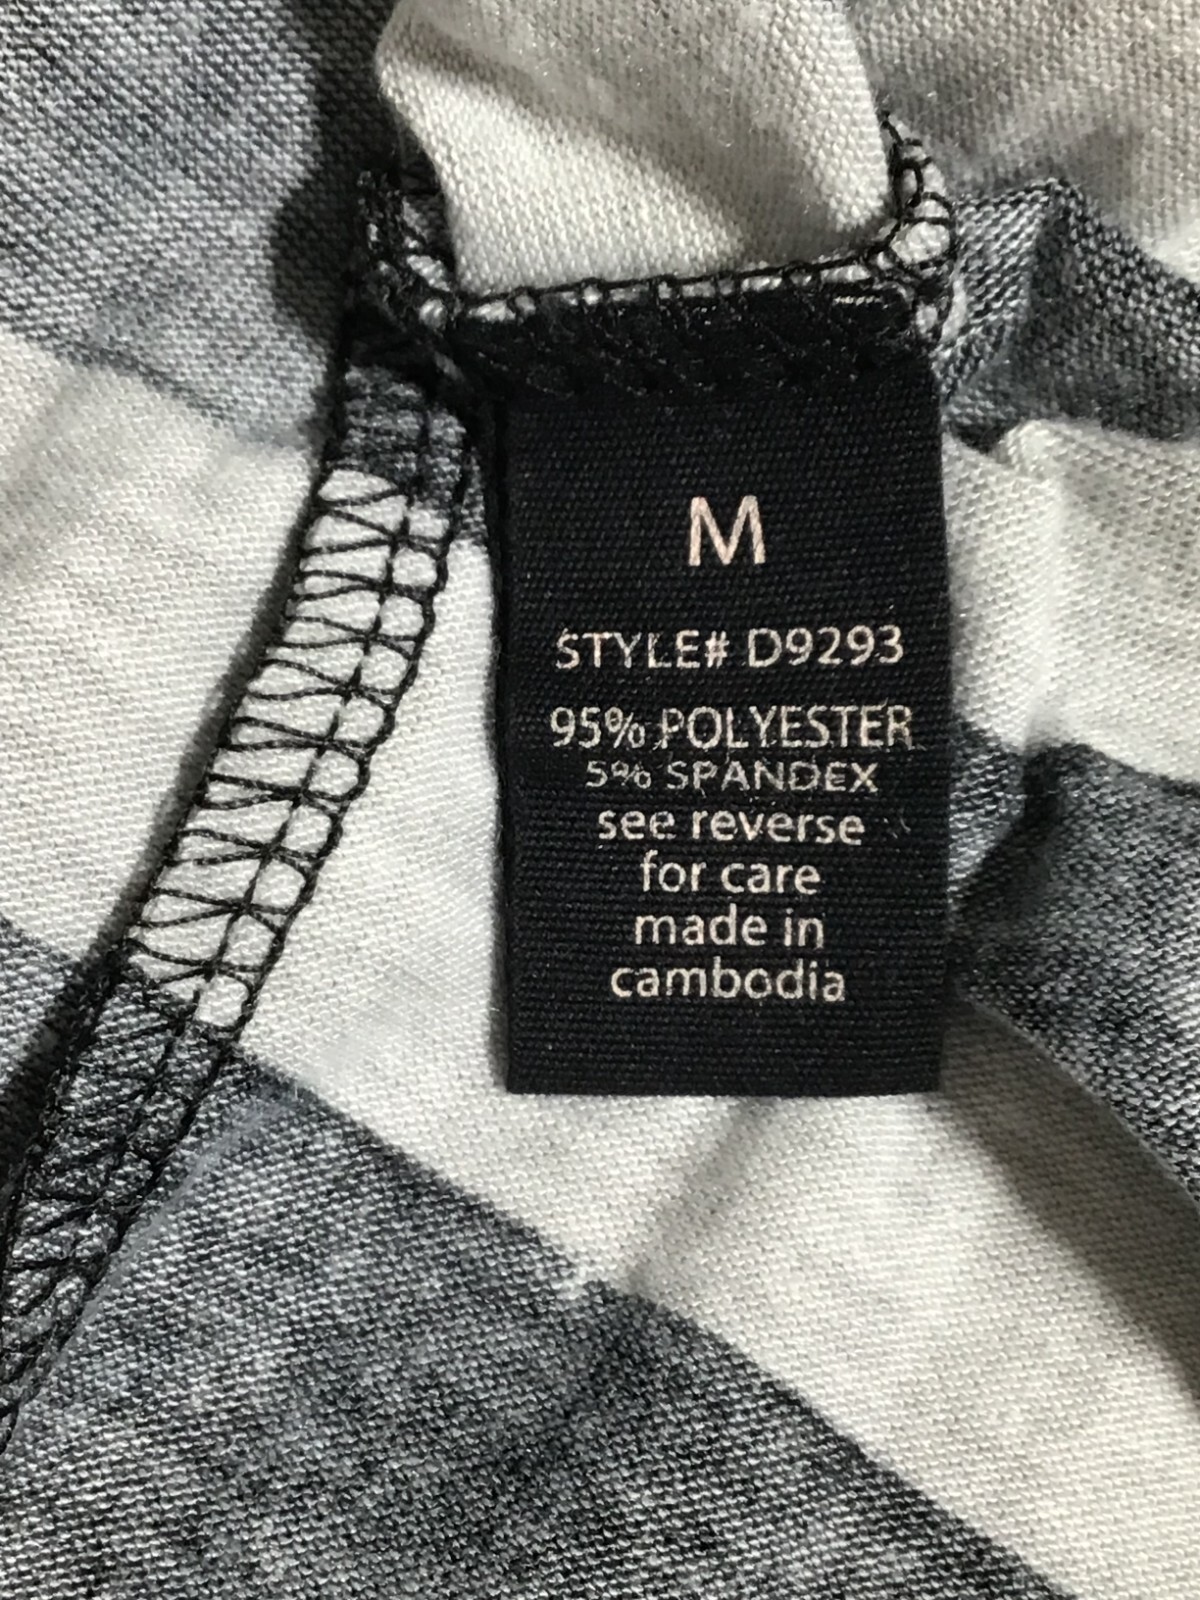 M
STYLE# D9293
95% POLYESTER
5% SPANDEX
see reverse
for care
made in
cambodia